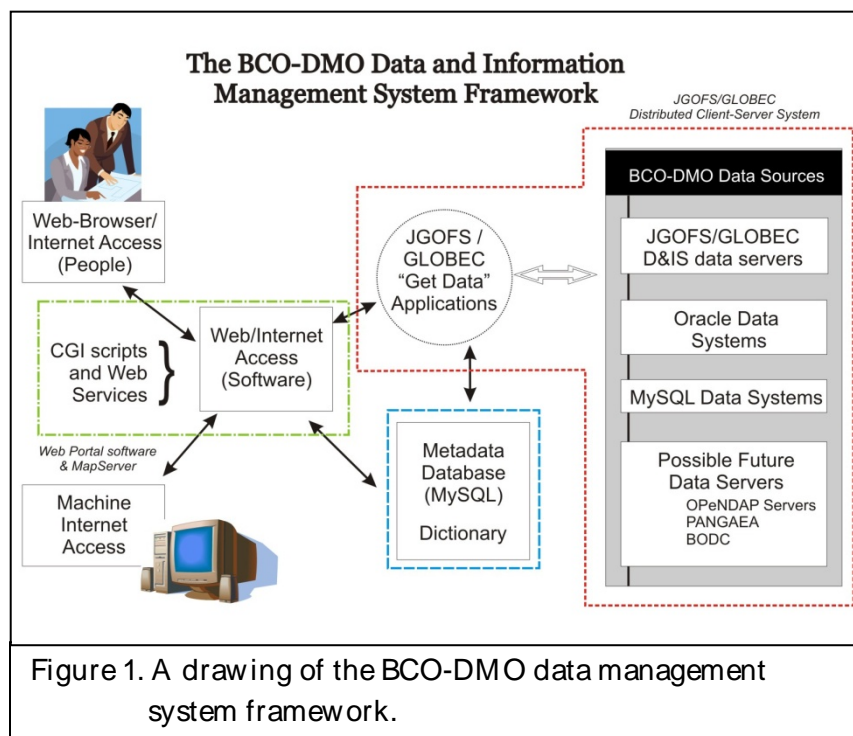 The BCO-DMO Data and Information
Management System Framework
JGOFS/GLOBEC
Distributed Client-Server System
BCO-DMO Data Sources
Web-Browser/
Internet Access
(People)
JGOFS /
GLOBEC
“Get Data”
Applications
JGOFS/GLOBEC
D&IS data servers
CGI scripts
and Web
Services
Web/Internet
Access
(Software)
Oracle Data
Systems
MySQL Data Systems
Web Portal software
& MapServer
Machine
Internet
Access
Metadata
Database
(MySQL)
Dictionary
Possible Future
Data Servers
OPeNDAP Servers
PANGAEA
BODC
Figure 1. A drawing of the BCO-DMO data management
system framework.